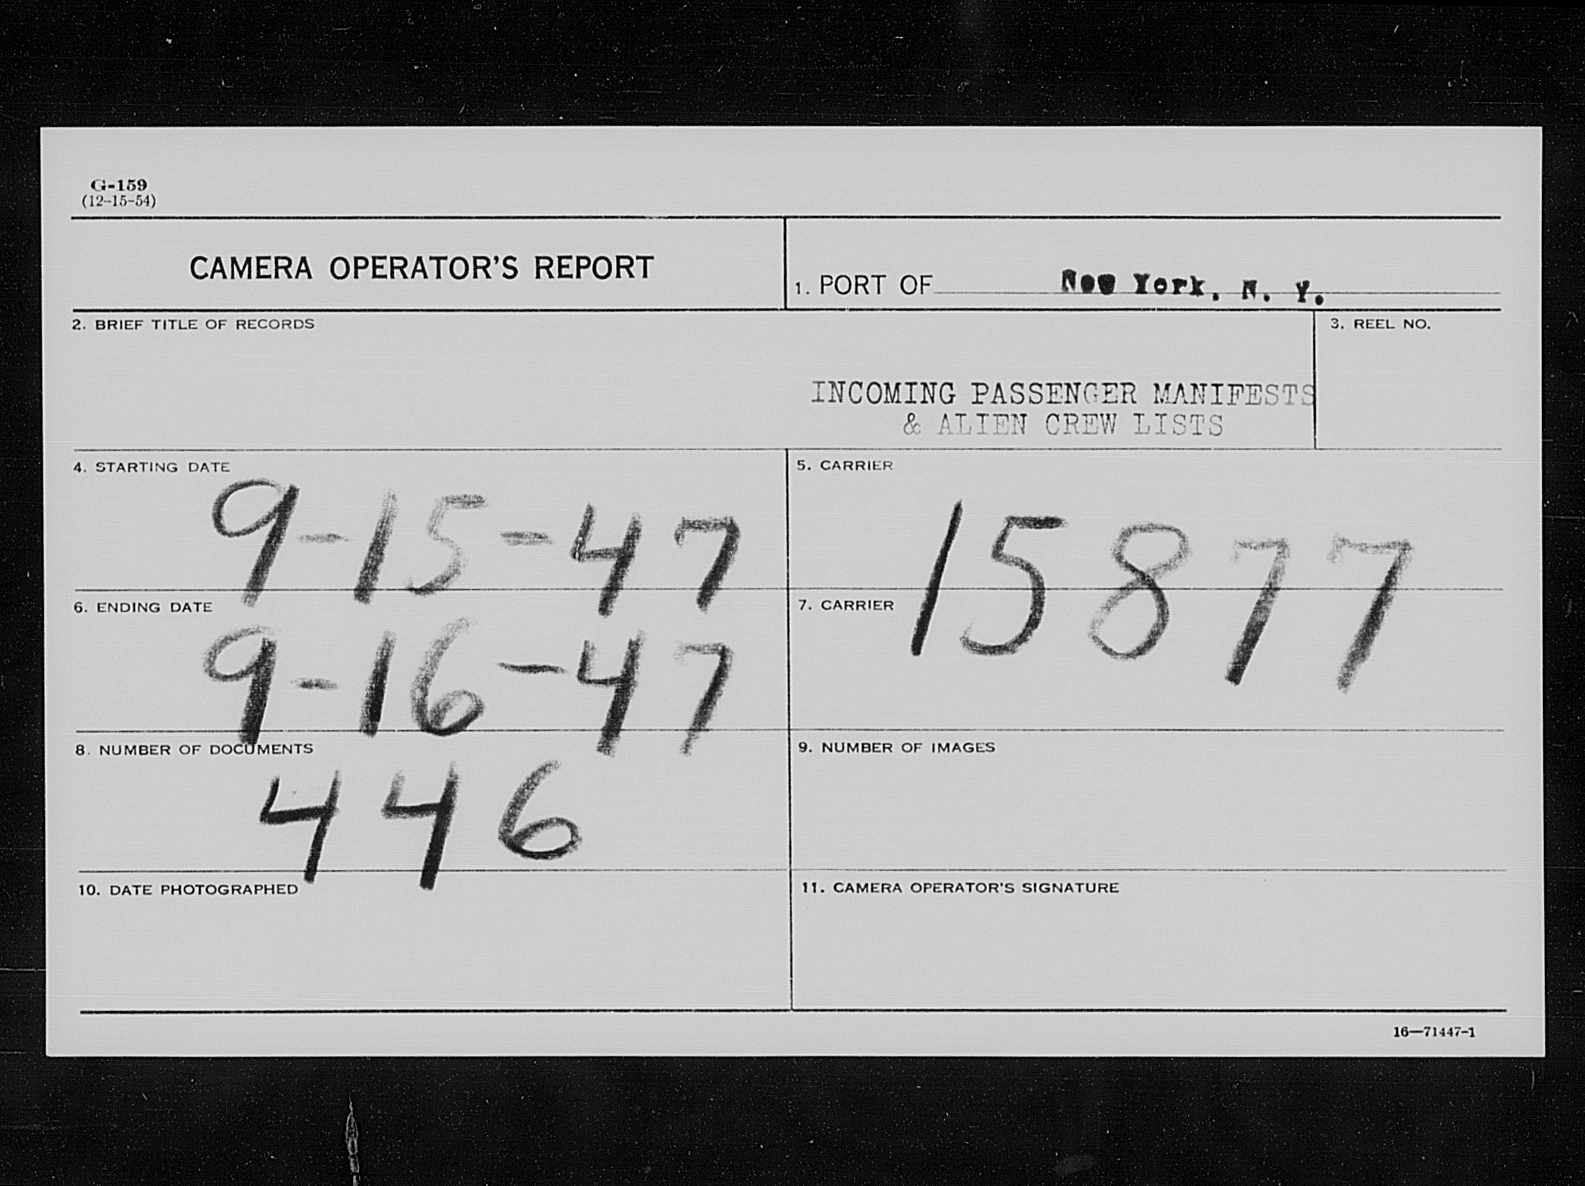 G-159
(12-15-54)
CAMERA OPERATOR'S REPORT
1. PORT OF New York, N. Y.
2. BRIEF TITLE OF RECORDS
3. REEL NO.
INCOMING PASSENGER MANIFESTS
& ALIEN CREW LISTS
4. STARTING DATE
9-15-47
5. CARRIER
15877
6. ENDING DATE
9-16-47
7. CARRIER
8. NUMBER OF DOCUMENTS
446
9. NUMBER OF IMAGES
10. DATE PHOTOGRAPHED
11. CAMERA OPERATOR'S SIGNATURE
16—71447-1